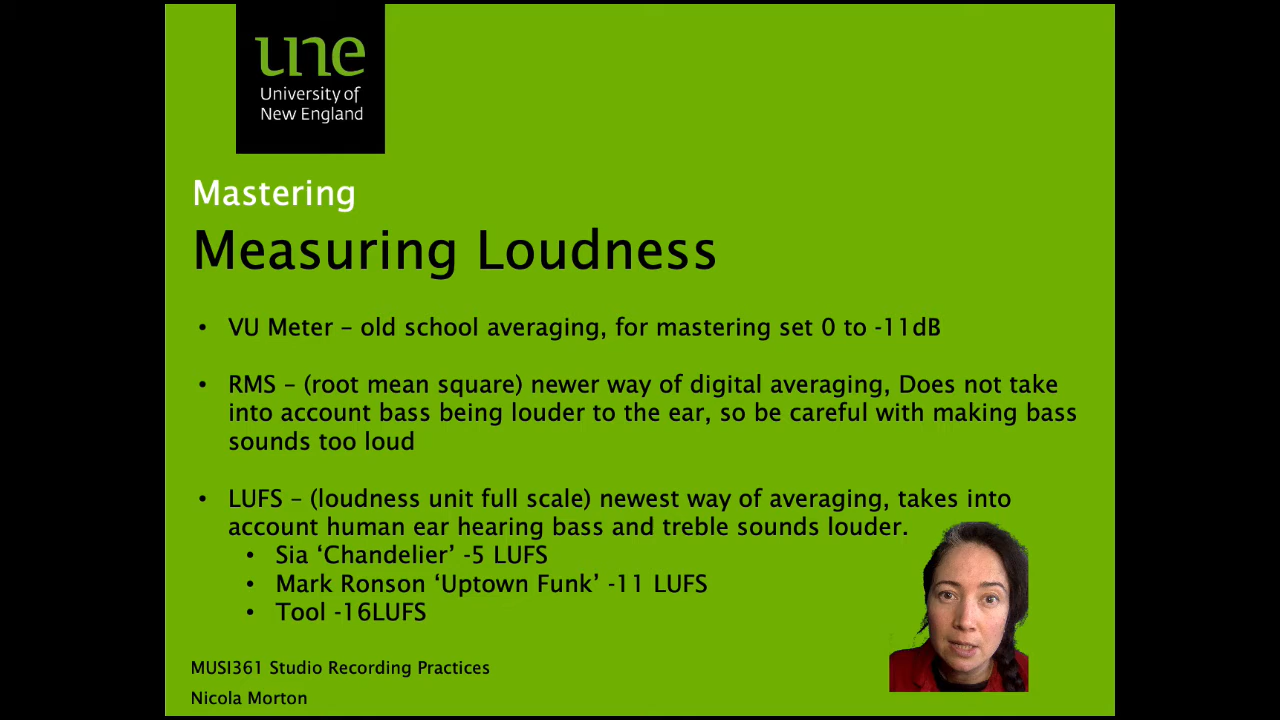 une
University of
New England
Mastering
Measuring Loudness
• VU Meter – old school averaging, for mastering set 0 to -11dB
• RMS – (root mean square) newer way of digital averaging, Does not take
into account bass being louder to the ear, so be careful with making bass
sounds too loud
• LUFS – (loudness unit full scale) newest way of averaging, takes into
account human ear hearing bass and treble sounds louder.
• Sia ‘Chandelier’ -5 LUFS
• Mark Ronson ‘Uptown Funk’ -11 LUFS
• Tool -16LUFS
MUSI361 Studio Recording Practices
Nicola Morton